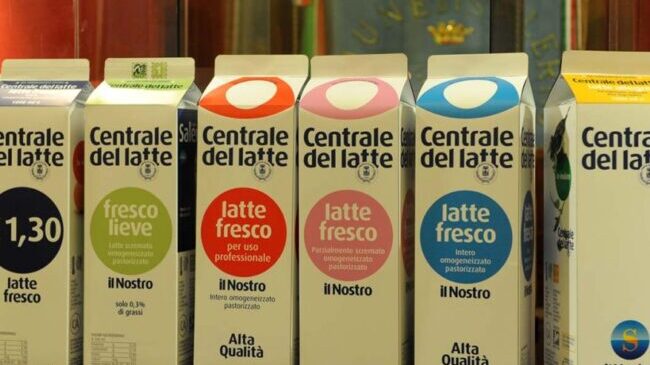 Centrale
del latte
1,30
latte
fresco
Centrale
del latte
fresco
lieve
Latte scremato
omogeneizzato
pastorizzato
il Nostro
solo 0,3%
di grassi
Centrale
del latte
latte
fresco
per uso
professionale
il Nostro
Intero omogeneizzato
pastorizzato
Alta
Qualità
Centrale
del latte
latte
fresco
Parzialmente scremato
omogeneizzato
pastorizzato
il Nostro
Centrale
del latte
latte
fresco
Intero
omogeneizzato
pastorizzato
il Nostro
Alta
Qualità
Centrale
del latte
S